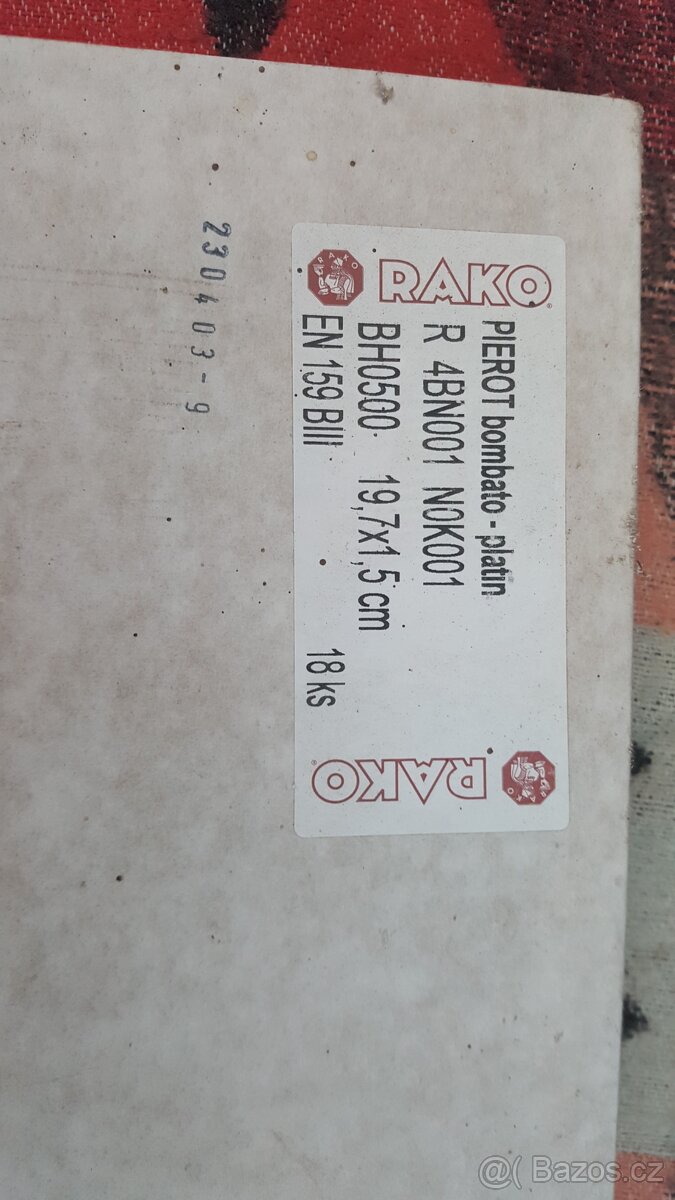 RAKO
PIEROT bombato - platin
R 4BN001 N0K001
BH0500 19,7x1,5 cm
EN 159 BIII 18 ks
RAKO
230403-9
@( Bazos.cz